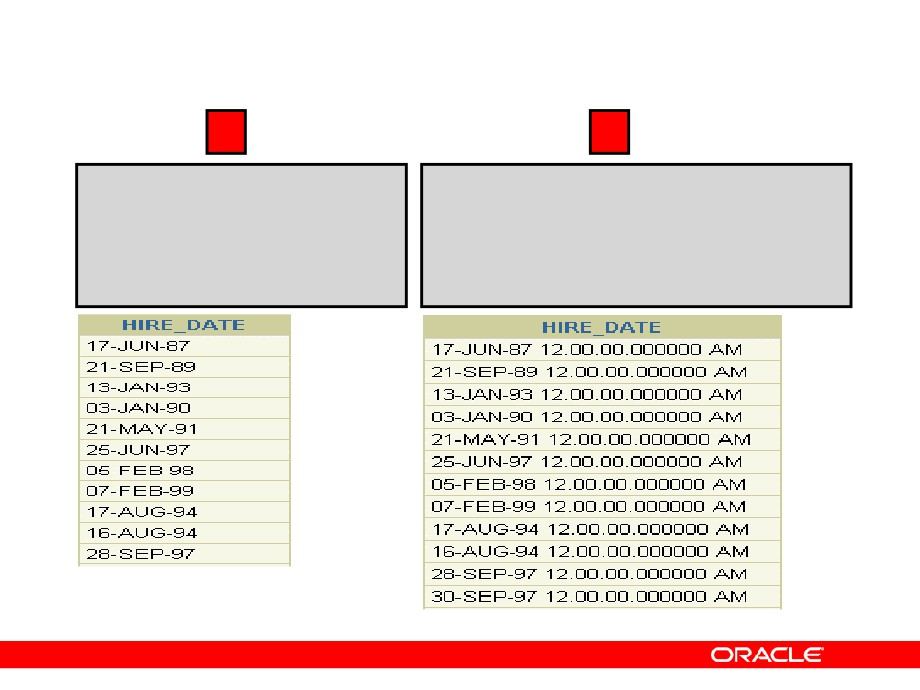 HIRE_DATE
17-JUN-87
21-SEP-89
13-JAN-93
03-JAN-90
21-MAY-91
25-JUN-97
05 FEB 98
07-FEB-99
17-AUG-94
16-AUG-94
28-SEP-97
HIRE_DATE
17-JUN-87 12.00.00.000000 AM
21-SEP-89 12.00.00.000000 AM
13-JAN-93 12.00.00.000000 AM
03-JAN-90 12.00.00.000000 AM
21-MAY-91 12.00.00.000000 AM
25-JUN-97 12.00.00.000000 AM
05-FEB-98 12.00.00.000000 AM
07-FEB-99 12.00.00.000000 AM
17-AUG-94 12.00.00.000000 AM
16-AUG-94 12.00.00.000000 AM
28-SEP-97 12.00.00.000000 AM
30-SEP-97 12.00.00.000000 AM
ORACLE